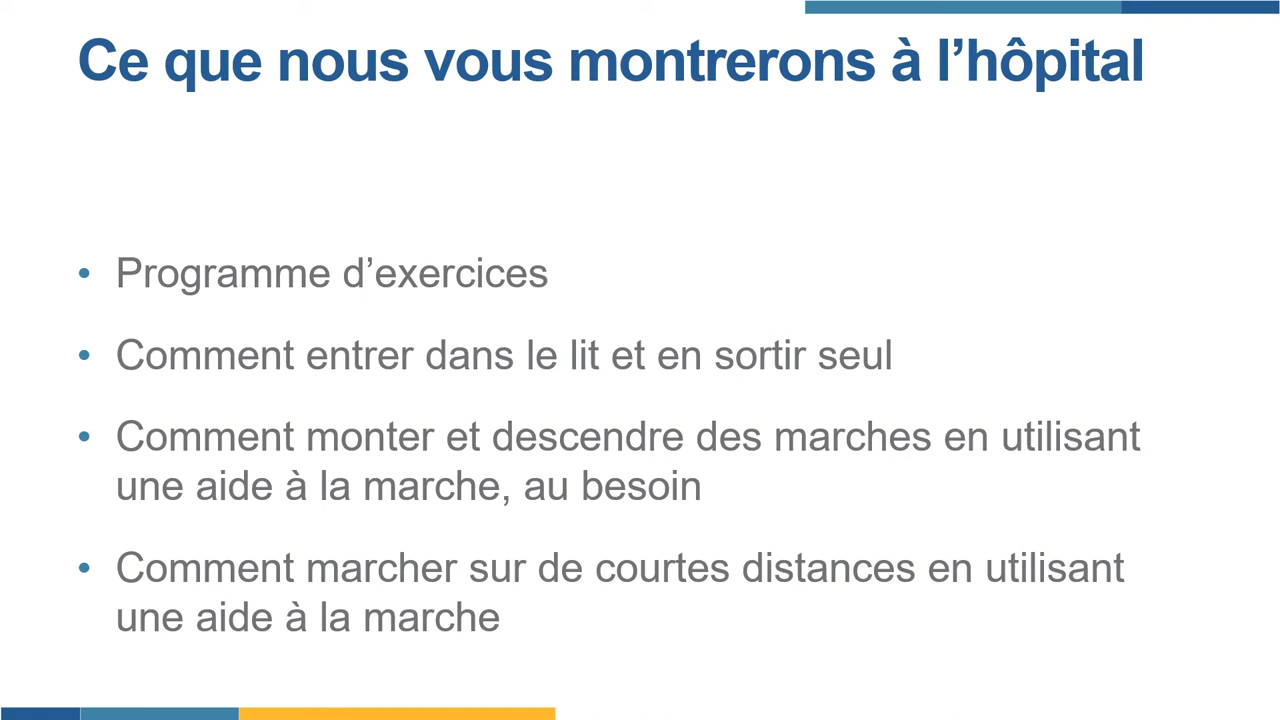 Ce que nous vous montrerons à l’hôpital
• Programme d’exercices
• Comment entrer dans le lit et en sortir seul
• Comment monter et descendre des marches en utilisant
une aide à la marche, au besoin
• Comment marcher sur de courtes distances en utilisant
une aide à la marche